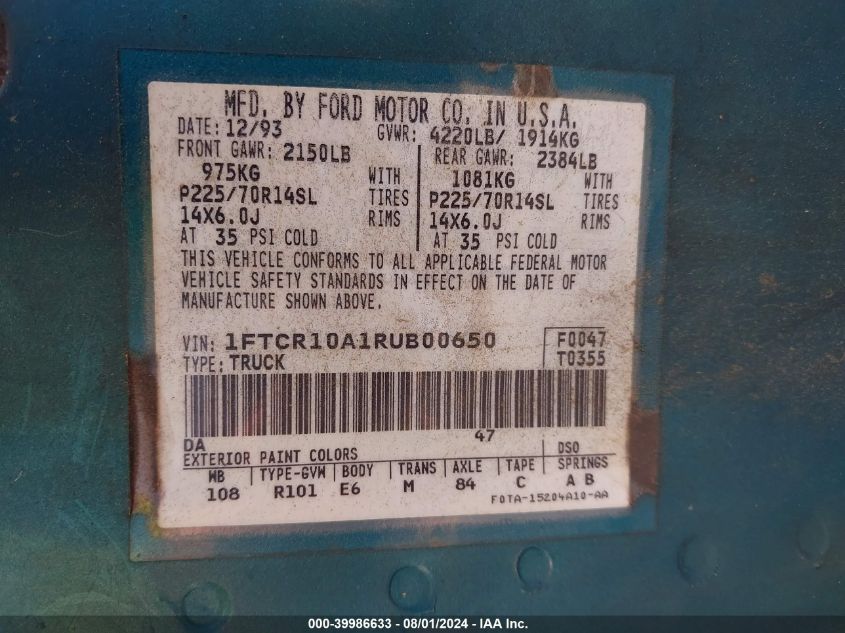 MFD. BY FORD MOTOR CO. IN U.S.A.
DATE: 12/93 GVWR: 4220LB/ 1914KG
FRONT GAWR: 2150LB REAR GAWR: 2384LB
975KG WITH 1081KG WITH
P225/70R14SL TIRES P225/70R14SL TIRES
14X6.0J RIMS 14X6.0J RIMS
AT 35 PSI COLD AT 35 PSI COLD
THIS VEHICLE CONFORMS TO ALL APPLICABLE FEDERAL MOTOR
VEHICLE SAFETY STANDARDS IN EFFECT ON THE DATE OF
MANUFACTURE SHOWN ABOVE.
VIN: 1FTCR10A1RUB00650 F0047
TYPE: TRUCK T0355
DA 47
EXTERIOR PAINT COLORS DSO
WB TYPE-GVW BODY TRANS AXLE TAPE SPRINGS
108 R101 E6 M 84 C A B
F0TA-15204A10-AA
000-39986633 - 08/01/2024 - IAA Inc.